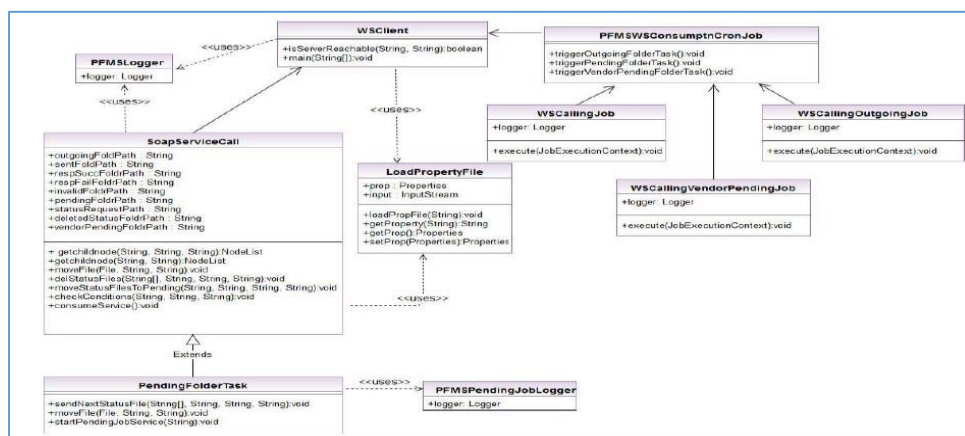 WSClient
+isServerReachable(String, String):boolean
+main(String[]):void
<<uses>>
PFMSLogger
+logger: Logger
<<uses>>
PFMSWSConsumptnCronJob
+triggerOutgoingFolderTask():void
+triggerPendingFolderTask():void
+triggerVendorPendingFolderTask():void
WSCallingJob
+logger: Logger
+execute(JobExecutionContext):void
WSCallingOutgoingJob
+logger: Logger
+execute(JobExecutionContext):void
WSCallingVendorPendingJob
+logger: Logger
+execute(JobExecutionContext):void
<<uses>>
SoapServiceCall
+outgoingFoldPath : String
+sentFoldPath : String
+respSuccFoldrPath : String
+respFailFoldrPath : String
+invalidFoldrPath : String
+pendingFoldrPath : String
+statusRequestPath : String
+deletedStatusFoldrPath : String
+vendorPendingFoldrPath : String
+getchildnode(String, String, String):NodeList
+getchildnode(String, String):NodeList
+moveFile(File, String, String):void
+delStatusFiles(String[], String, String, String):void
+moveStatusFilesToPending(String, String, String, String):void
+checkConditions(String, String, String):void
+consumeService():void
LoadPropertyFile
+prop : Properties
+input : InputStream
+loadPropFile(String):void
+getProperty(String):String
+getProp():Properties
+setProp(Properties):Properties
<<uses>>
Extends
PendingFolderTask
+sendNextStatusFile(String[], String, String, String):void
+moveFile(File, String, String):void
+startPendingJobService(String):void
<<uses>>
PFMSPendingJobLogger
+logger: Logger